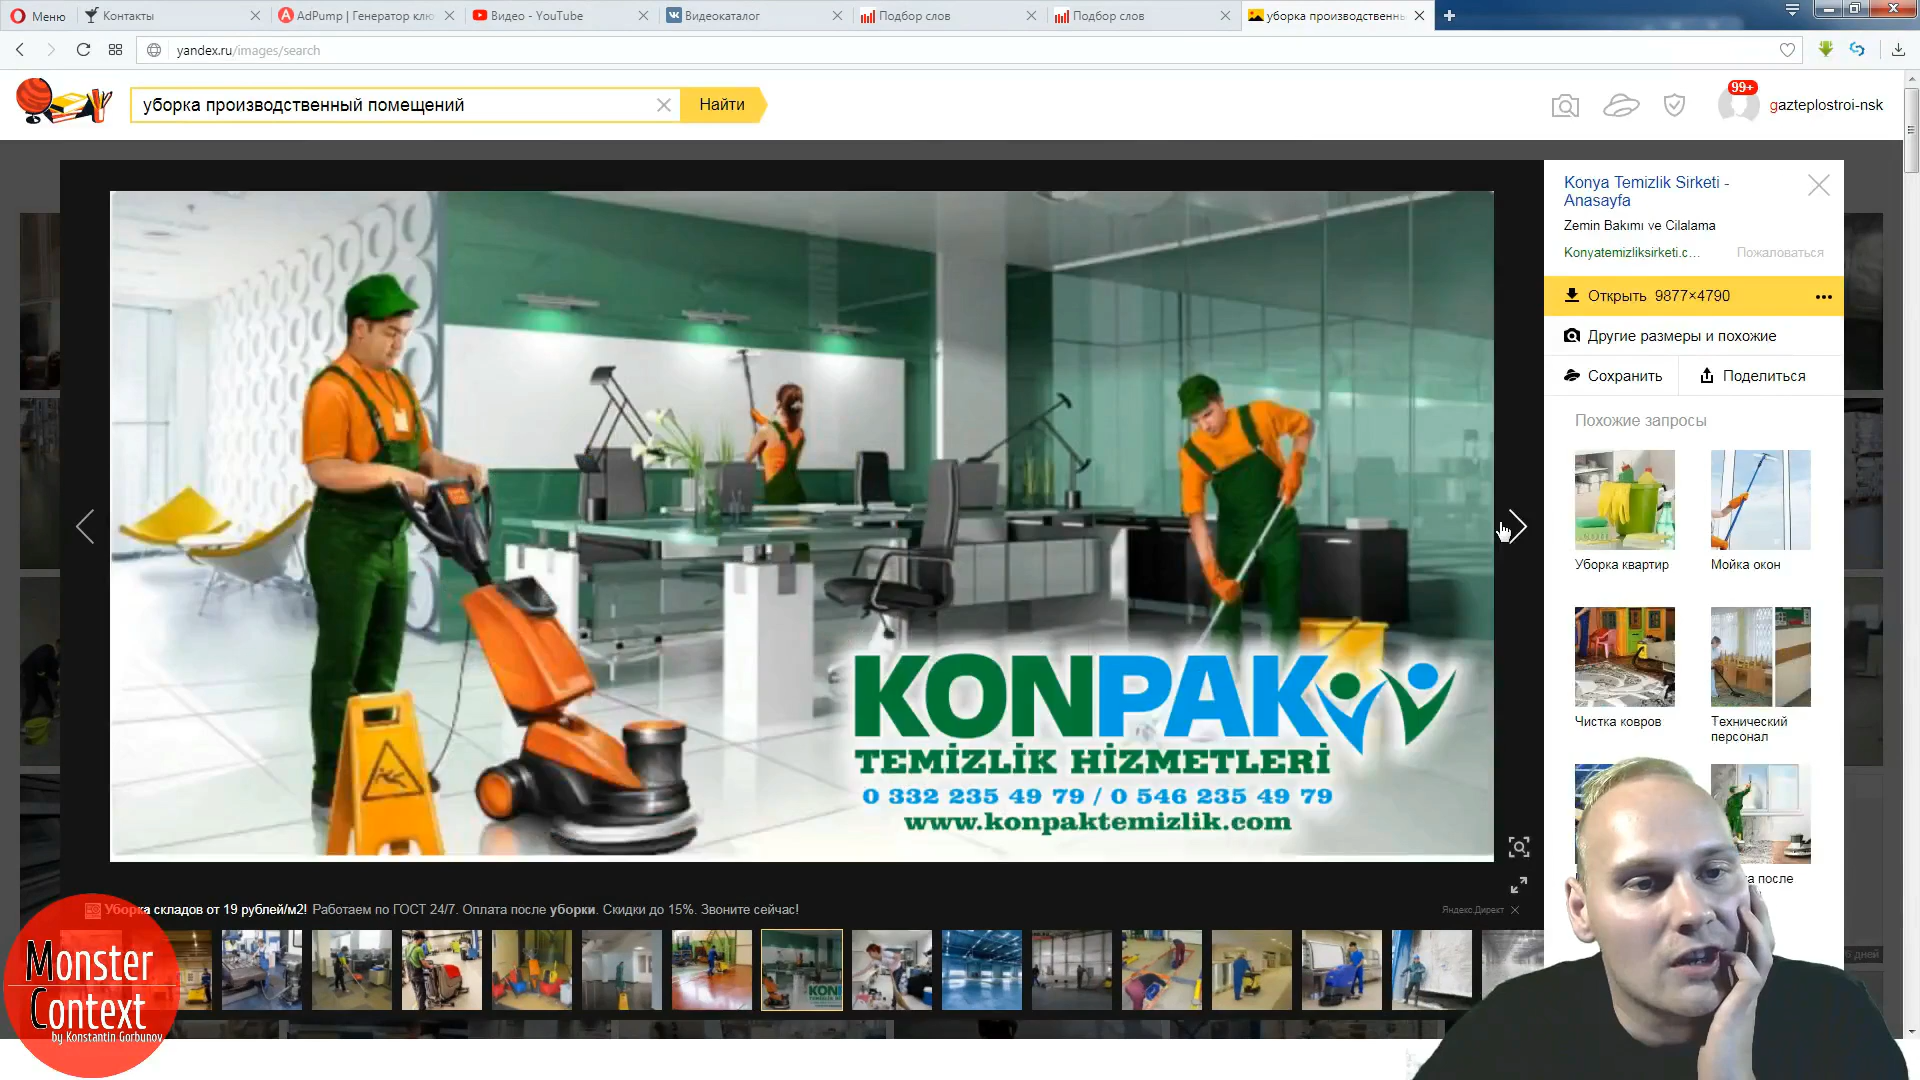 Меню
Контакты
AdPump | Генератор клю
Видео - YouTube
Видеокаталог
Подбор слов
Подбор слов
уборка производственнь
yandex.ru/images/search
уборка производственный помещений
Найти
99+
gazteplostroi-nsk
Konya Temizlik Sirketi -
Anasayfa
Zemin Bakımı ve Cilalama
Konyatemizliksirketi.c...
Пожаловаться
Открыть 9877×4790
Другие размеры и похожие
Сохранить
Поделиться
Похожие запросы
Уборка квартир
Мойка окон
Чистка ковров
Технический
персонал
после
KONPAK
TEMİZLİK HİZMETLERİ
0 332 235 49 79 / 0 546 235 49 79
www.konpaktemizlik.com
Уборка складов от 19 рублей/м2! Работаем по ГОСТ 24/7. Оплата после уборки. Скидки до 15%. Звоните сейчас!
Яндекс.Директ
Monster
Context
by Konstantin Gorbunov